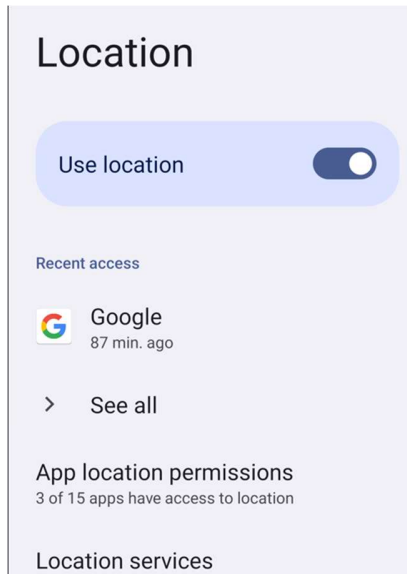 Location
Use location
Recent access
Google
87 min. ago
See all
App location permissions
3 of 15 apps have access to location
Location services